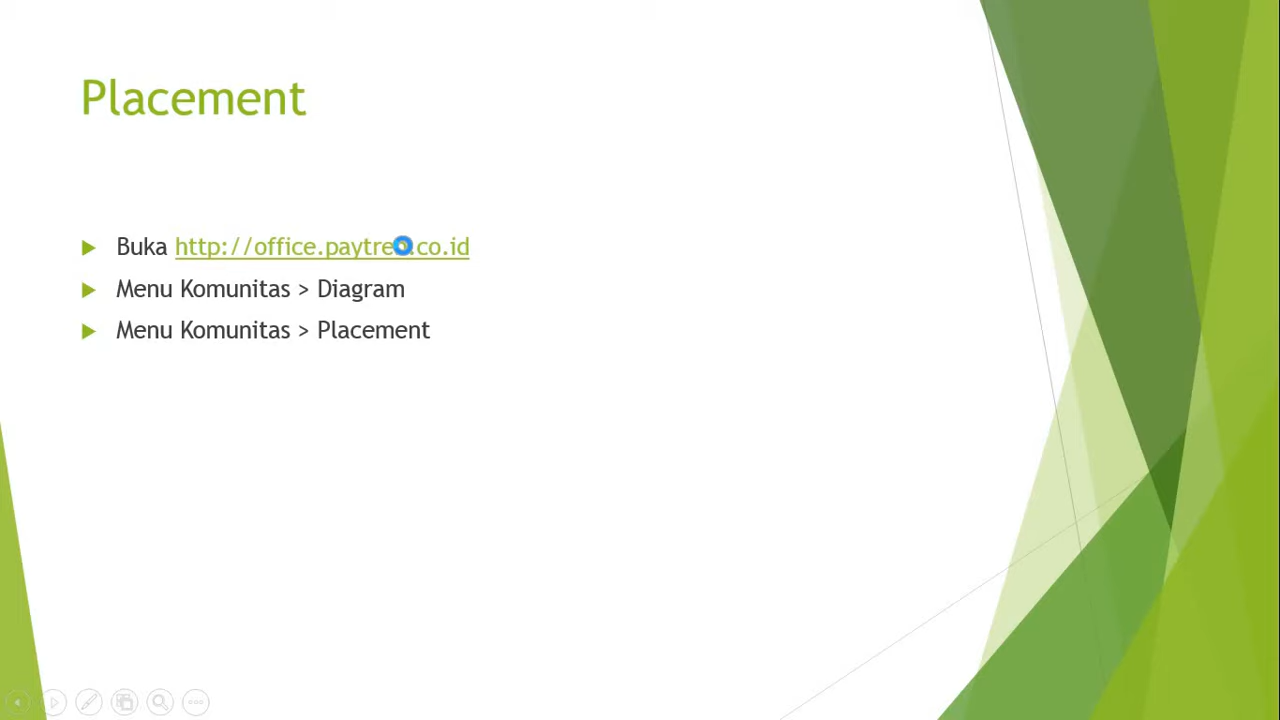 Placement
Buka http://office.paytren.co.id
Menu Komunitas > Diagram
Menu Komunitas > Placement